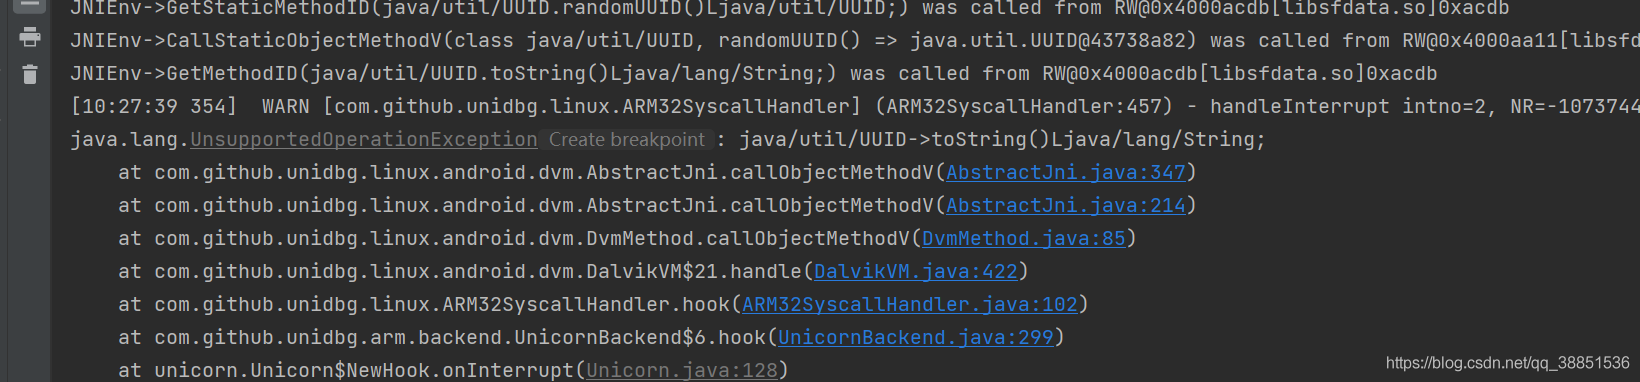 JNIEnv->GetStaticMethodID(java/util/UUID.randomUUID()Ljava/util/UUID;) was called from RW@0x4000acdb[libsfdata.so]0xacdb
JNIEnv->CallStaticObjectMethodV(class java/util/UUID, randomUUID() => java.util.UUID@43738a82) was called from RW@0x4000aa11[libsfd
JNIEnv->GetMethodID(java/util/UUID.toString()Ljava/lang/String;) was called from RW@0x4000acdb[libsfdata.so]0xacdb
[10:27:39 354]  WARN [com.github.unidbg.linux.ARM32SyscallHandler] (ARM32SyscallHandler:457) - handleInterrupt intno=2, NR=-1073744
java.lang.UnsupportedOperationException Create breakpoint : java/util/UUID->toString()Ljava/lang/String;
at com.github.unidbg.linux.android.dvm.AbstractJni.callObjectMethodV(AbstractJni.java:347)
at com.github.unidbg.linux.android.dvm.AbstractJni.callObjectMethodV(AbstractJni.java:214)
at com.github.unidbg.linux.android.dvm.DvmMethod.callObjectMethodV(DvmMethod.java:85)
at com.github.unidbg.linux.android.dvm.DalvikVM$21.handle(DalvikVM.java:422)
at com.github.unidbg.linux.ARM32SyscallHandler.hook(ARM32SyscallHandler.java:102)
at com.github.unidbg.arm.backend.UnicornBackend$6.hook(UnicornBackend.java:299)
at unicorn.Unicorn$NewHook.onInterrupt(Unicorn.java:128)
https://blog.csdn.net/qq_38851536